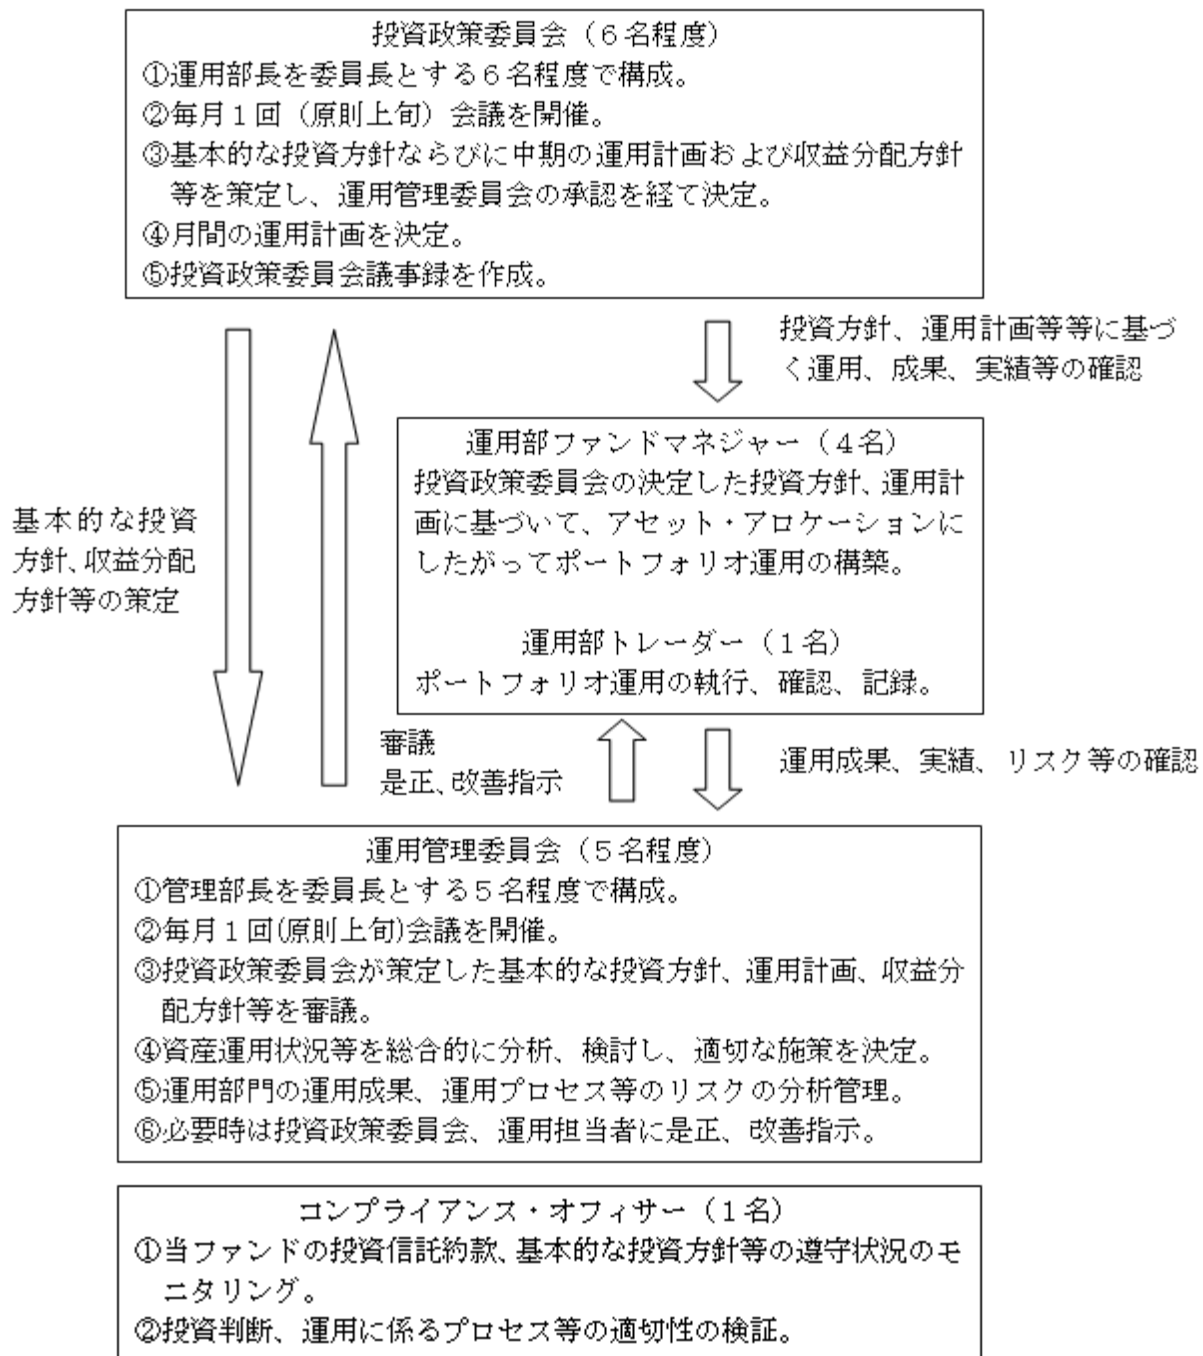 投資政策委員会（６名程度）
①運用部長を委員長とする６名程度で構成。
②毎月１回（原則上旬）会議を開催。
③基本的な投資方針ならびに中期の運用計画および収益分配方針
等を策定し、運用管理委員会の承認を経て決定。
④月間の運用計画を決定。
⑤投資政策委員会議事録を作成。
投資方針、運用計画等等に基づ
く運用、成果、実績等の確認
運用部ファンドマネジャー（４名）
投資政策委員会の決定した投資方針、運用計
画に基づいて、アセット・アロケーションに
したがってポートフォリオ運用の構築。
運用部トレーダー（１名）
ポートフォリオ運用の執行、確認、記録。
基本的な投資
方針、収益分配
方針等の策定
審議
是正、改善指示
運用成果、実績、リスク等の確認
運用管理委員会（５名程度）
①管理部長を委員長とする５名程度で構成。
②毎月１回(原則上旬)会議を開催。
③投資政策委員会が策定した基本的な投資方針、運用計画、収益分
配方針等を審議。
④資産運用状況等を総合的に分析、検討し、適切な施策を決定。
⑤運用部門の運用成果、運用プロセス等のリスクの分析管理。
⑥必要時は投資政策委員会、運用担当者に是正、改善指示。
コンプライアンス・オフィサー（１名）
①当ファンドの投資信託約款、基本的な投資方針等の遵守状況のモ
ニタリング。
②投資判断、運用に係るプロセス等の適切性の検証。